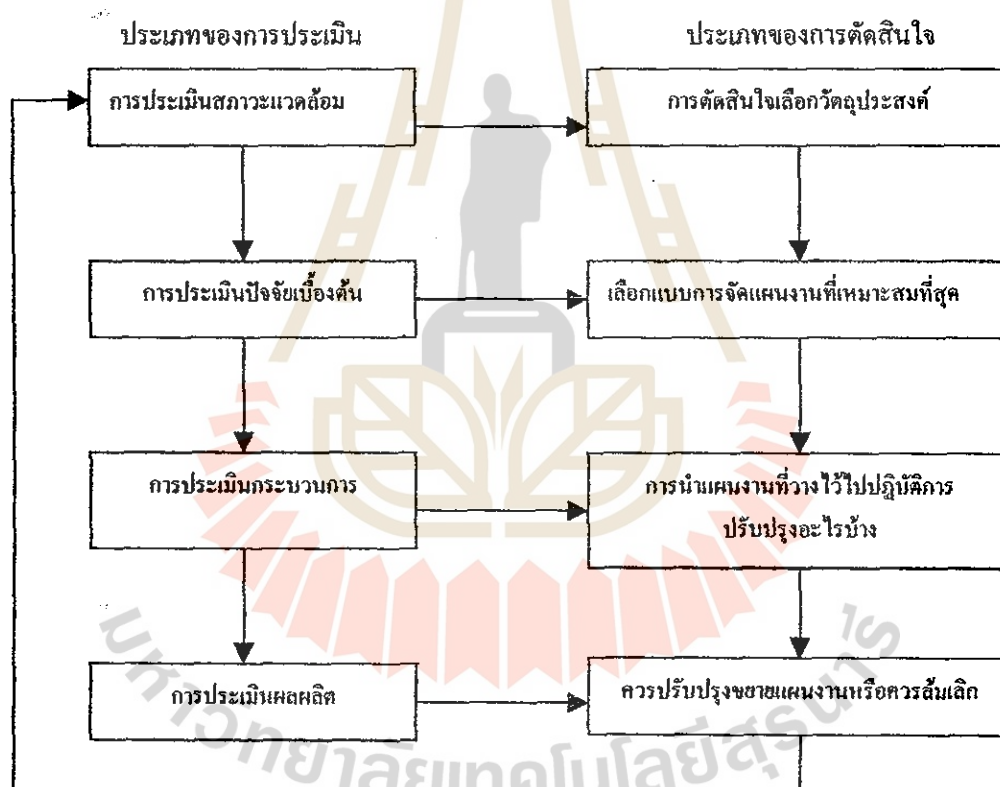 ประเภทของการประเมิน
ประเภทของการตัดสินใจ
การประเมินสภาวะแวดล้อม
การตัดสินใจเลือกวัตถุประสงค์
การประเมินปัจจัยเบื้องต้น
เลือกแบบการจัดแผนงานที่เหมาะสมที่สุด
การประเมินกระบวนการ
การนำแผนงานที่วางไว้ไปปฏิบัติการ
ปรับปรุงอะไรบ้าง
การประเมินผลผลิต
ควรปรับปรุงขยายแผนงานหรือควรล้มเลิก
มหาวิทยาลัยเทคโนโลยีสุรนารี